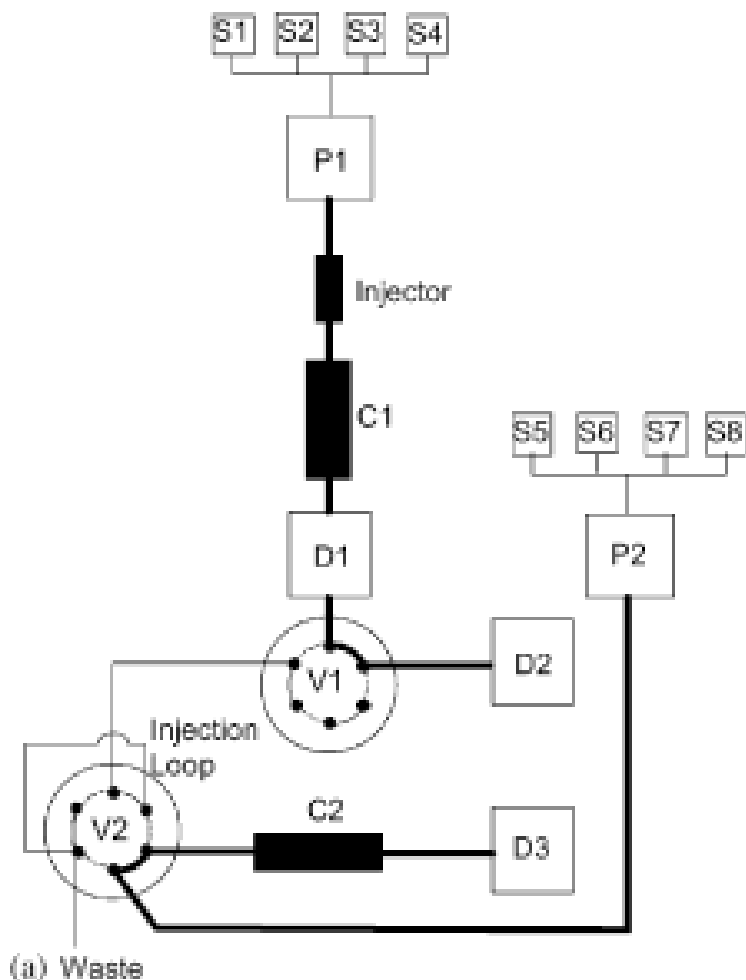 S1 S2 S3 S4
P1
Injector
C1
S5 S6 S7 S8
D1
P2
V1
D2
Injection
Loop
C2
V2
D3
(a) Waste